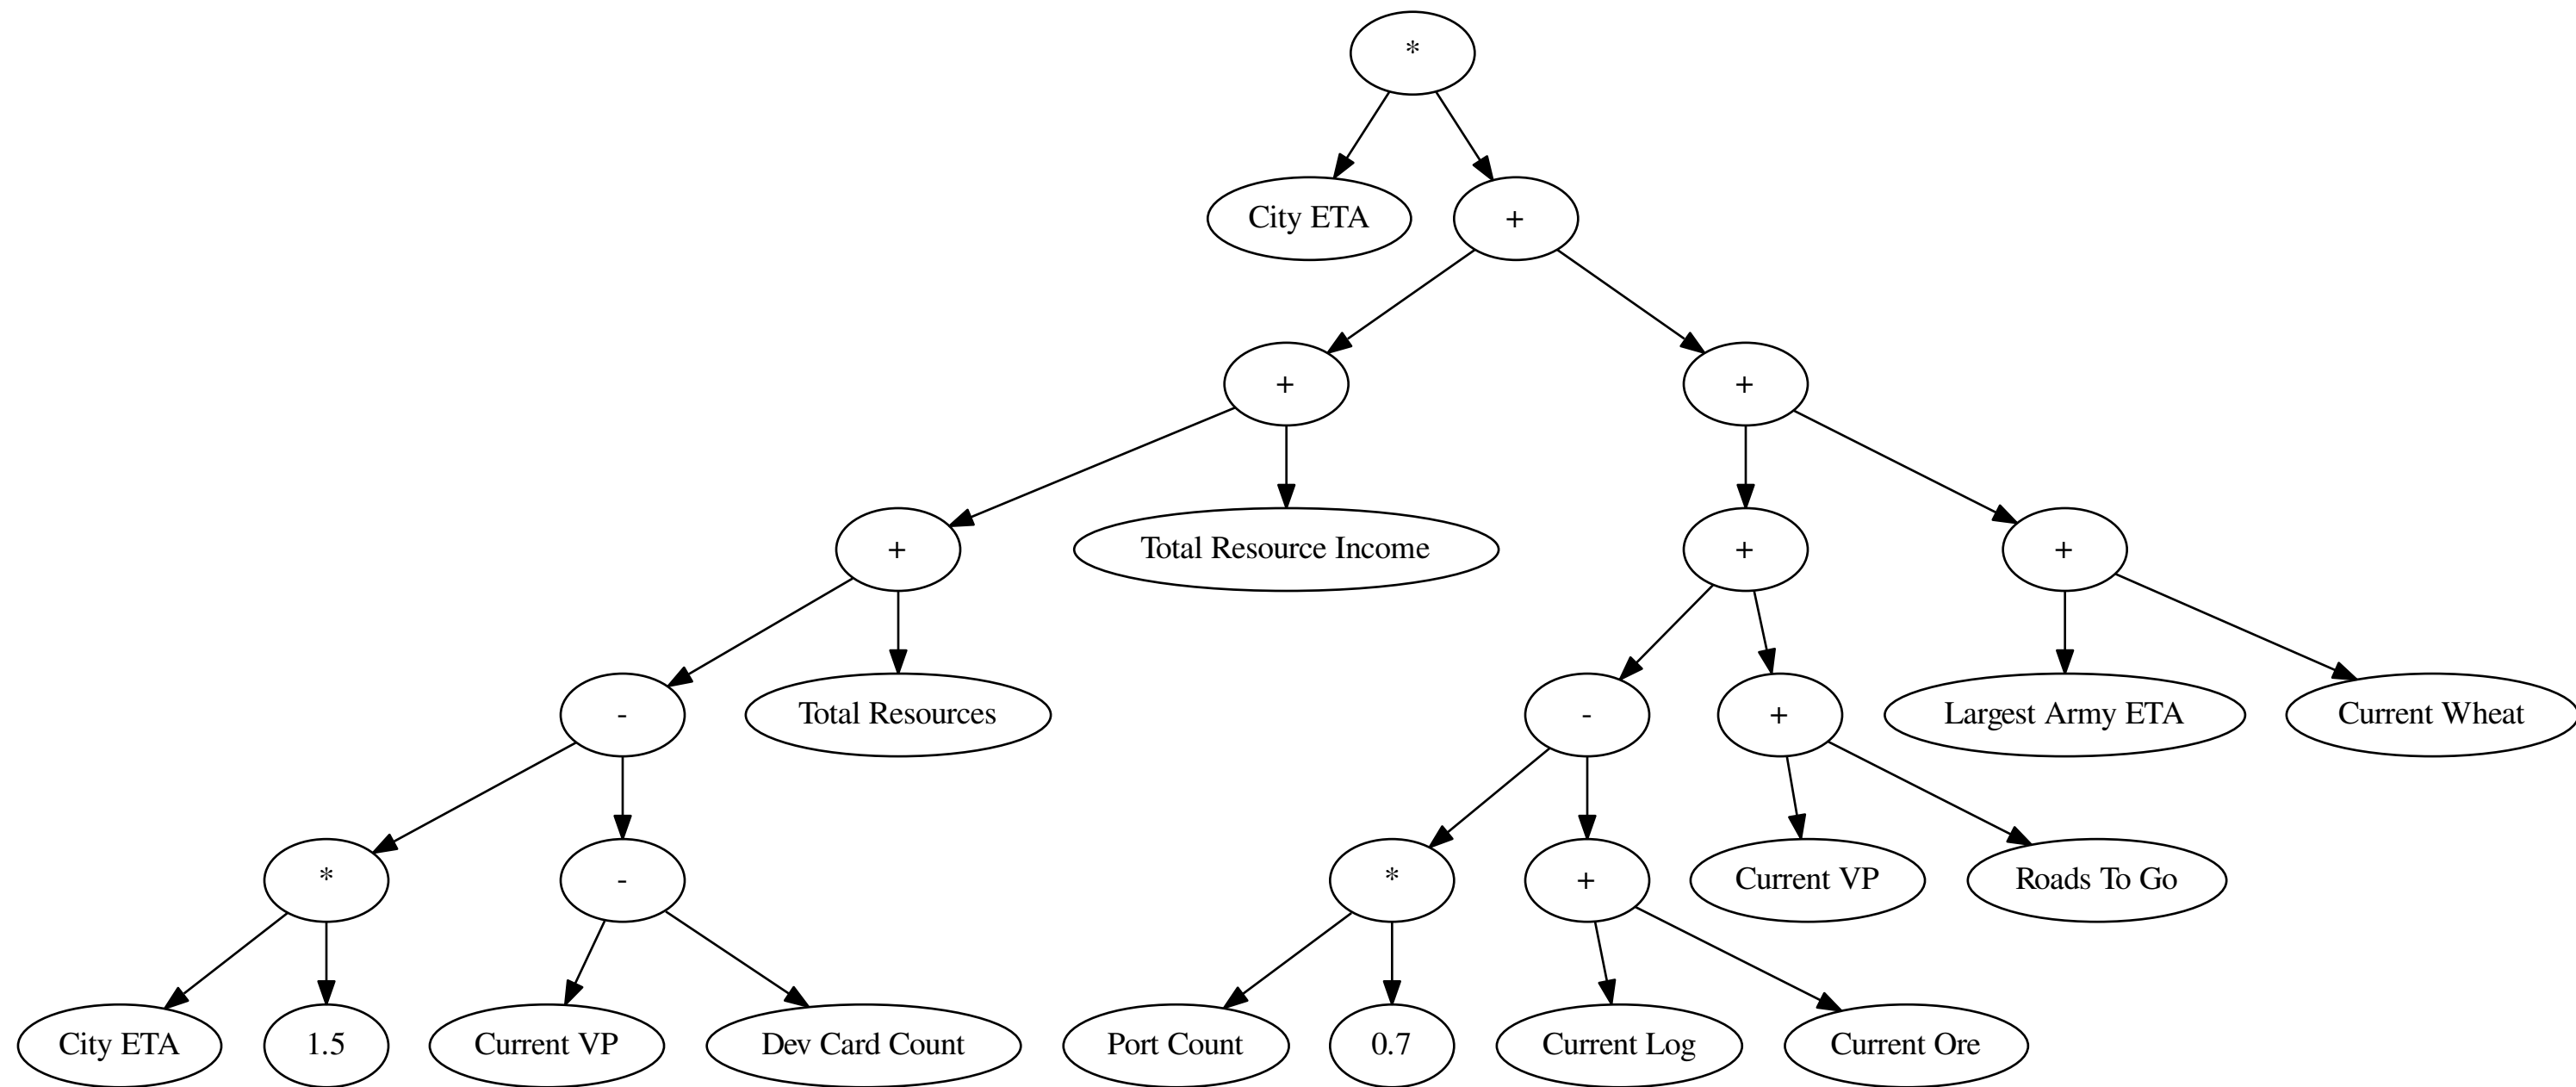 *
City ETA
+
+
+
+
Total Resource Income
+
+
-
Total Resources
-
+
Largest Army ETA
Current Wheat
*
-
*
+
Current VP
Roads To Go
City ETA
1.5
Current VP
Dev Card Count
Port Count
0.7
Current Log
Current Ore